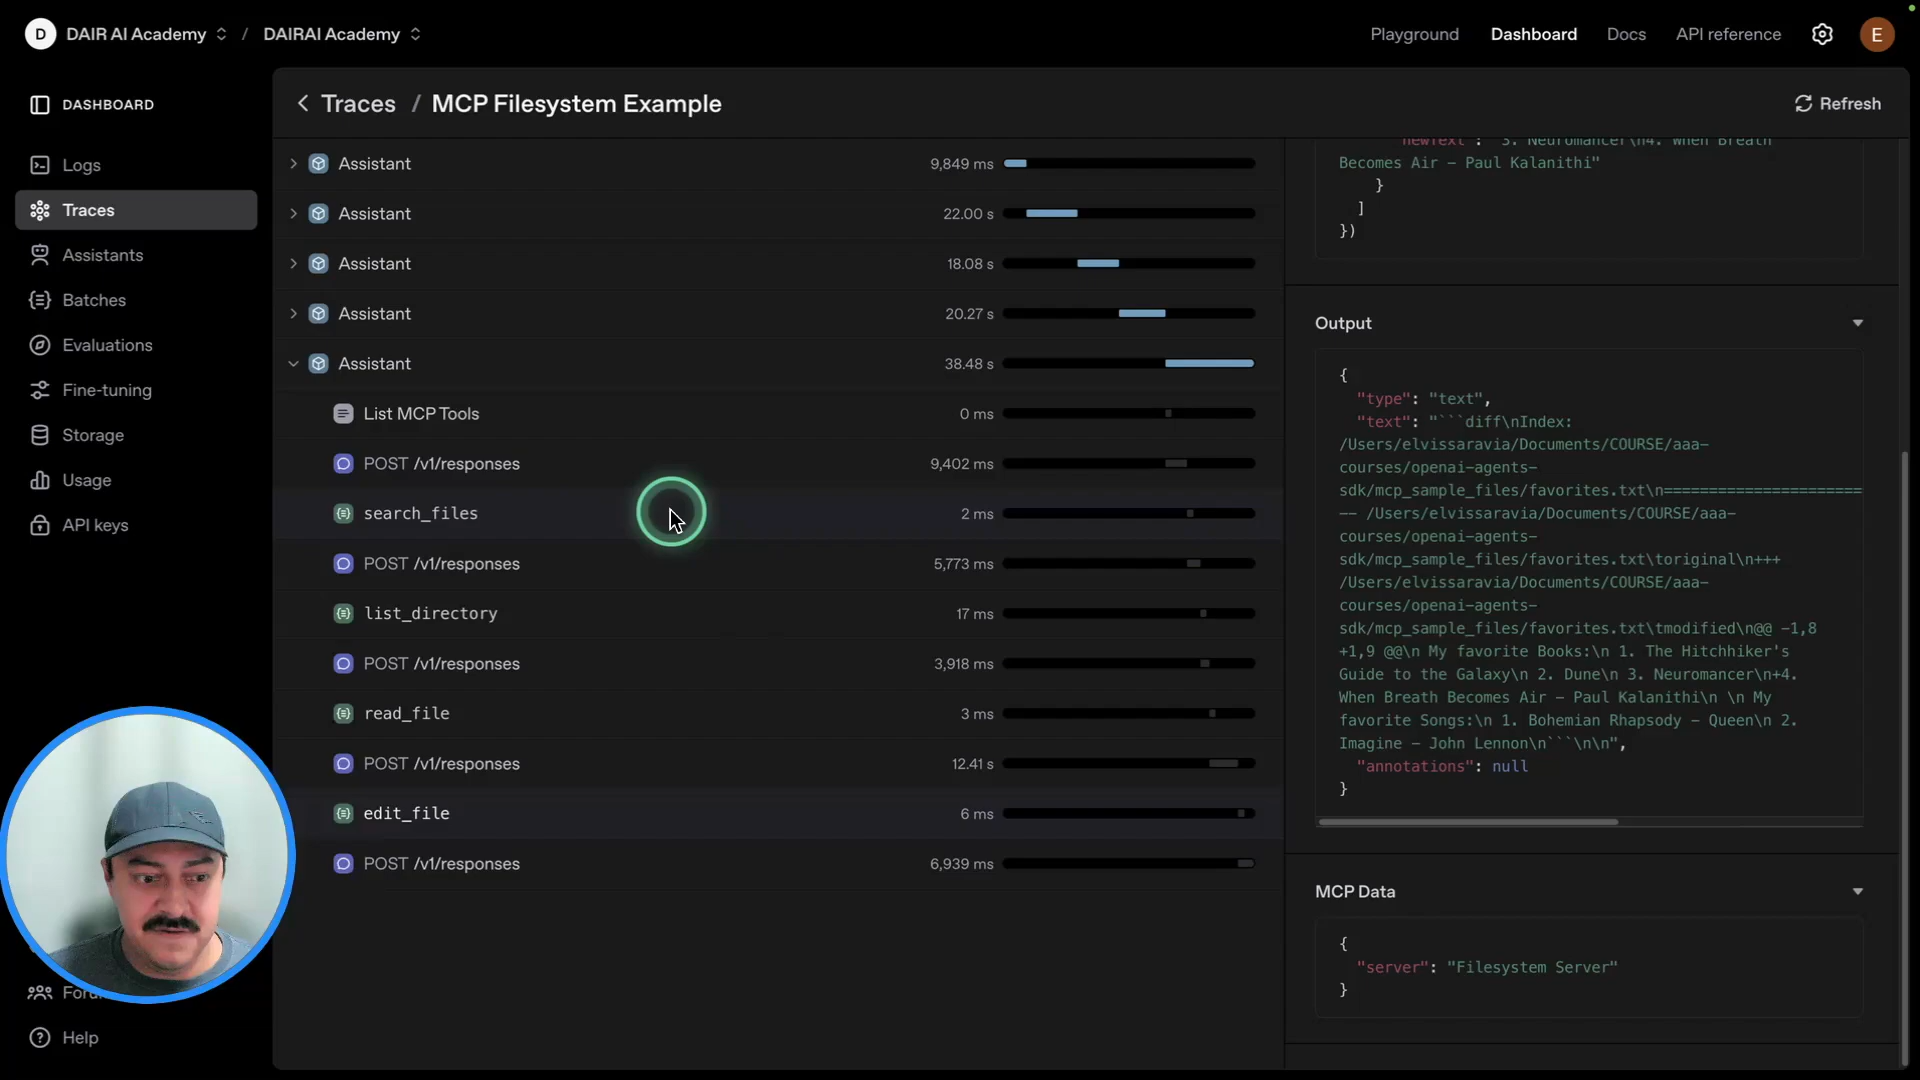 D DAIR AI Academy / DAIRAI Academy
Playground Dashboard Docs API reference E
DASHBOARD
Logs
Traces
Assistants
Batches
Evaluations
Fine-tuning
Storage
Usage
API keys
Help
Traces / MCP Filesystem Example
Refresh
Assistant 9,849 ms
Assistant 22.00 s
Assistant 18.08 s
Assistant 20.27 s
Assistant 38.48 s
List MCP Tools 0 ms
POST /v1/responses 9,402 ms
search_files 2 ms
POST /v1/responses 5,773 ms
list_directory 17 ms
POST /v1/responses 3,918 ms
read_file 3 ms
POST /v1/responses 12.41 s
edit_file 6 ms
POST /v1/responses 6,939 ms
"newText": "3. Neuromancer\n4. When Breath
Becomes Air – Paul Kalanithi"
}
]
})
Output
{
"type": "text",
"text": "```diff\nIndex:
/Users/elvissaravia/Documents/COURSE/aaa-
courses/openai-agents-
sdk/mcp_sample_files/favorites.txt\n======================
-- /Users/elvissaravia/Documents/COURSE/aaa-
courses/openai-agents-
sdk/mcp_sample_files/favorites.txt\toriginal\n+++
/Users/elvissaravia/Documents/COURSE/aaa-
courses/openai-agents-
sdk/mcp_sample_files/favorites.txt\tmodified\n@@ -1,8
+1,9 @@\n My favorite Books:\n 1. The Hitchhiker's
Guide to the Galaxy\n 2. Dune\n 3. Neuromancer\n+4.
When Breath Becomes Air – Paul Kalanithi\n \n My
favorite Songs:\n 1. Bohemian Rhapsody – Queen\n 2.
Imagine – John Lennon\n```\n\n",
"annotations": null
}
MCP Data
{
"server": "Filesystem Server"
}